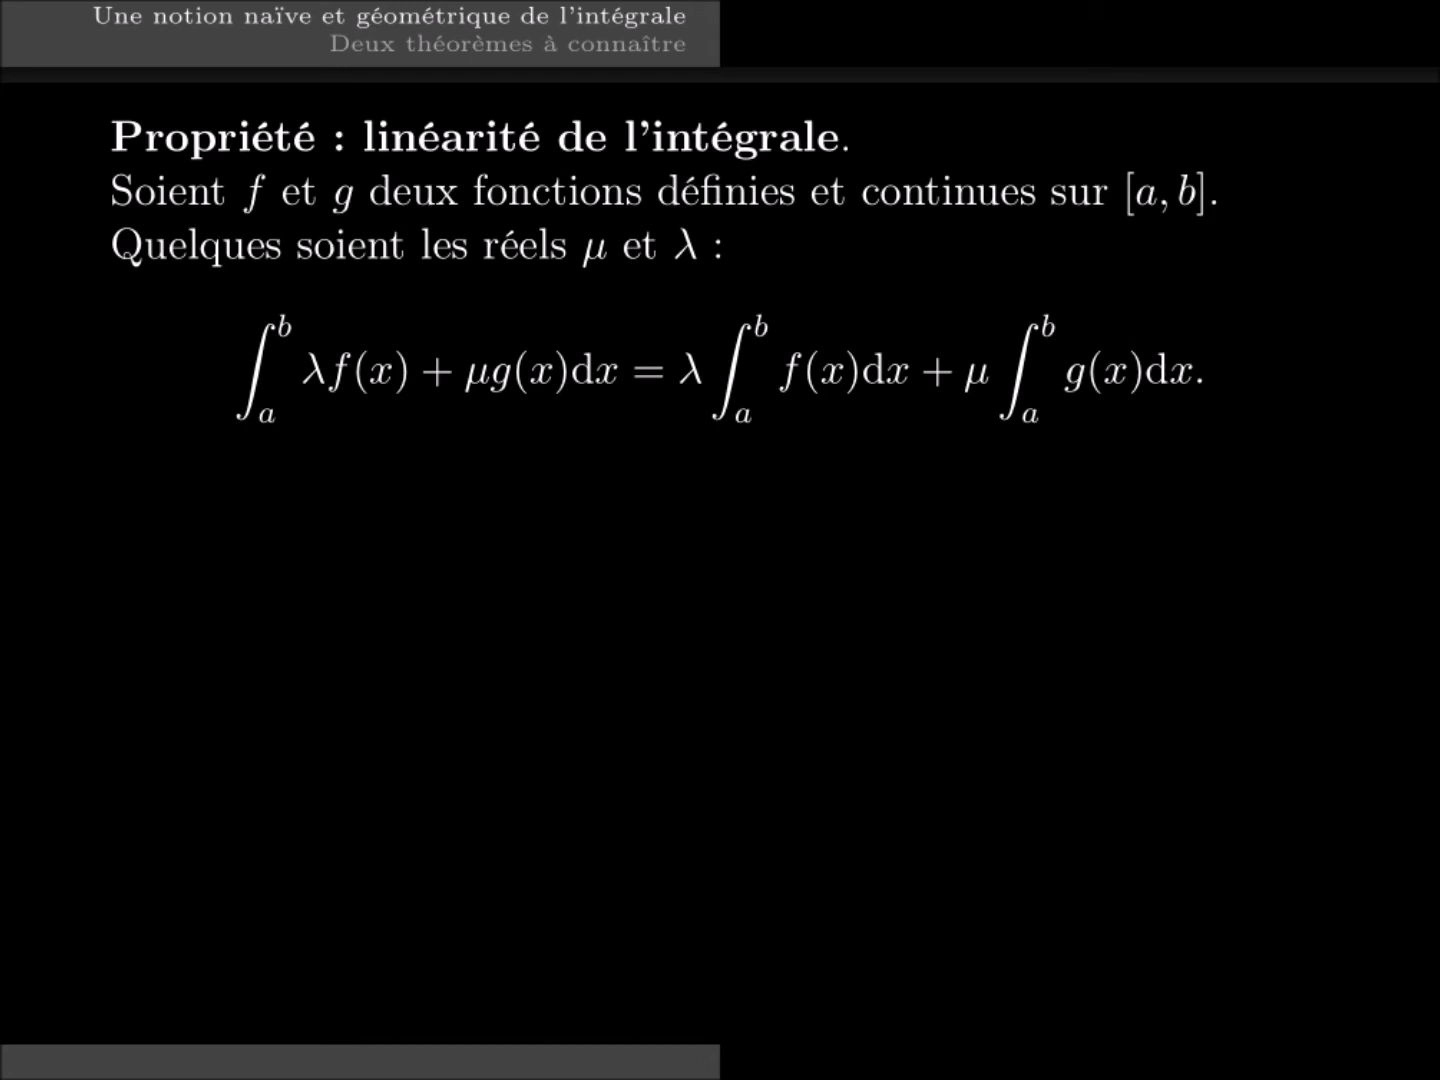 Une notion naïve et géométrique de l'intégrale
Deux théorèmes à connaître
Propriété : linéarité de l'intégrale.
Soient f et g deux fonctions définies et continues sur [a, b].
Quelques soient les réels μ et λ :
∫_a^b λf(x) + μg(x)dx = λ ∫_a^b f(x)dx + μ ∫_a^b g(x)dx.